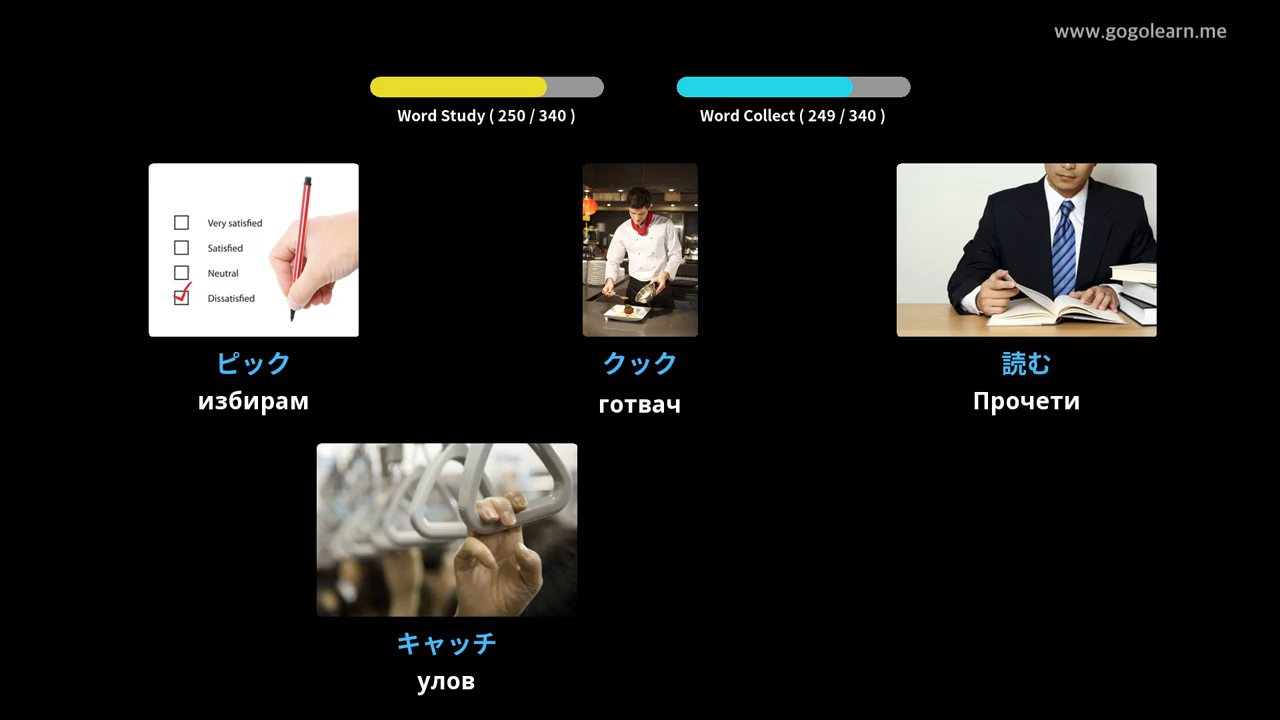 www.gogolearn.me
Word Study ( 250 / 340 )
Word Collect ( 249 / 340 )
Very satisfied
Satisfied
Neutral
Dissatisfied
ピック
クック
読む
избирам
готвач
Прочети
キャッチ
улов